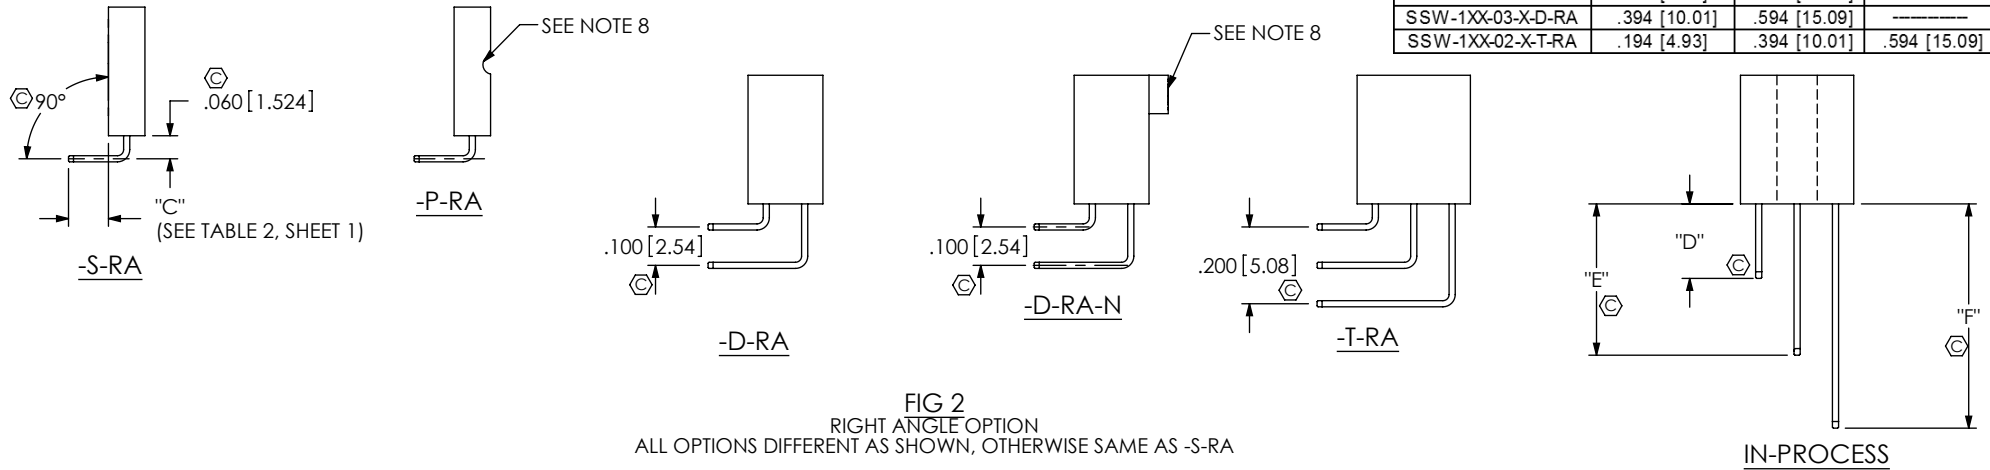 SSW-1XX-03-X-D-RA .394 [10.01] .594 [15.09] ----------
SSW-1XX-02-X-T-RA .194 [4.93] .394 [10.01] .594 [15.09]
SEE NOTE 8
SEE NOTE 8
C
C 90°
.060 [1.524]
"C"
(SEE TABLE 2, SHEET 1)
-S-RA
-P-RA
.100 [2.54]
C
-D-RA
.100 [2.54]
C
-D-RA-N
.200 [5.08]
C
-T-RA
"D"
C
"E"
C
"F"
C
IN-PROCESS
FIG 2
RIGHT ANGLE OPTION
ALL OPTIONS DIFFERENT AS SHOWN, OTHERWISE SAME AS -S-RA